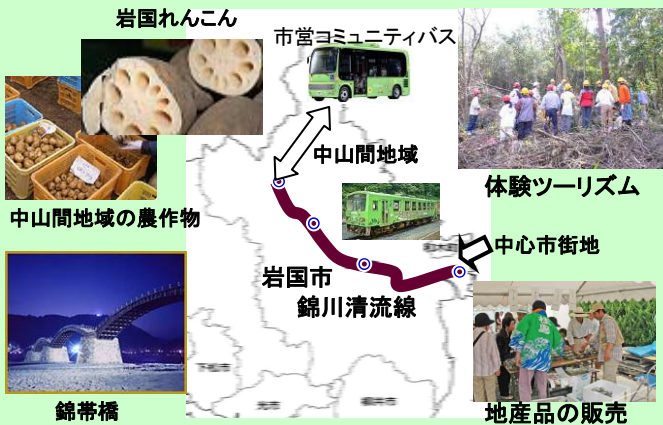 岩国れんこん
市営コミュニティバス
中山間地域
体験ツーリズム
中山間地域の農作物
中心市街地
岩国市
錦川清流線
錦帯橋
地産品の販売